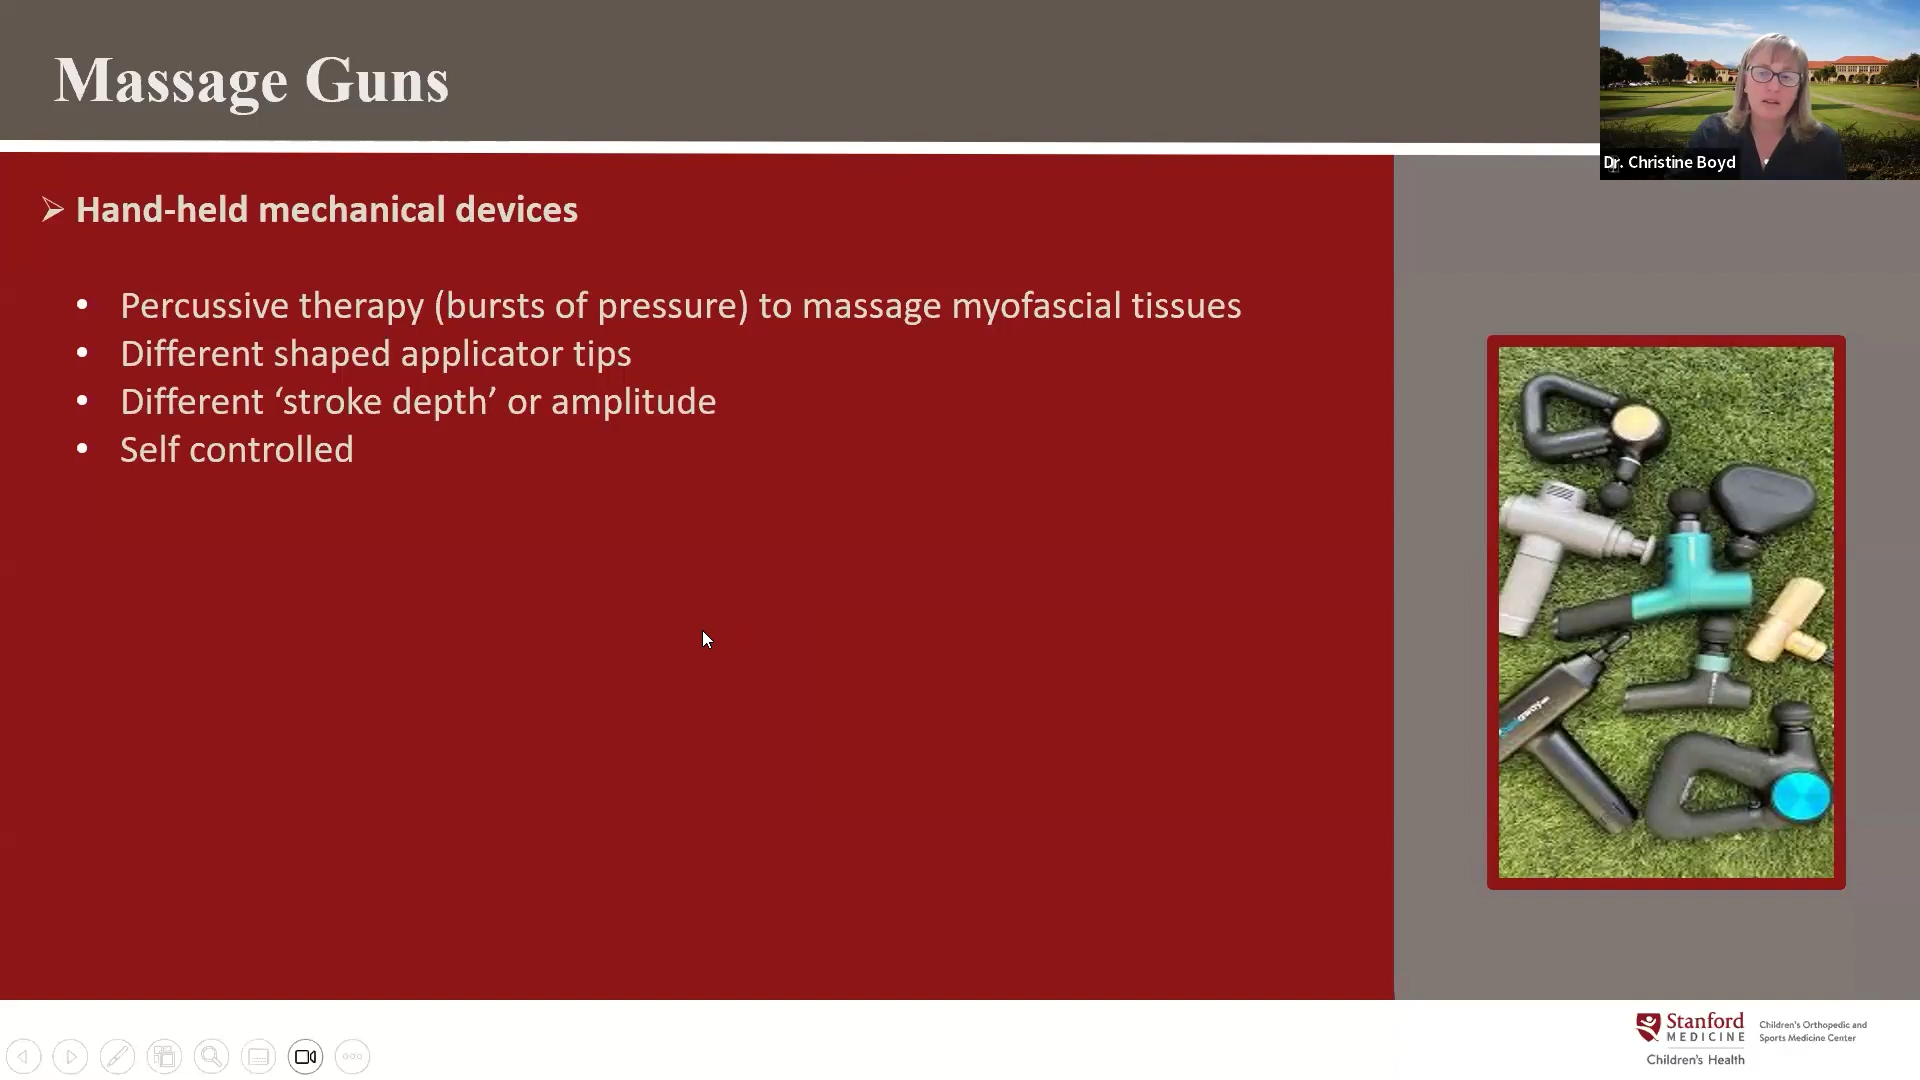 Massage Guns
Dr. Christine Boyd
➢ Hand-held mechanical devices
• Percussive therapy (bursts of pressure) to massage myofascial tissues
• Different shaped applicator tips
• Different ‘stroke depth’ or amplitude
• Self controlled
Stanford
MEDICINE
Children's Health
Children's Orthopedic and
Sports Medicine Center